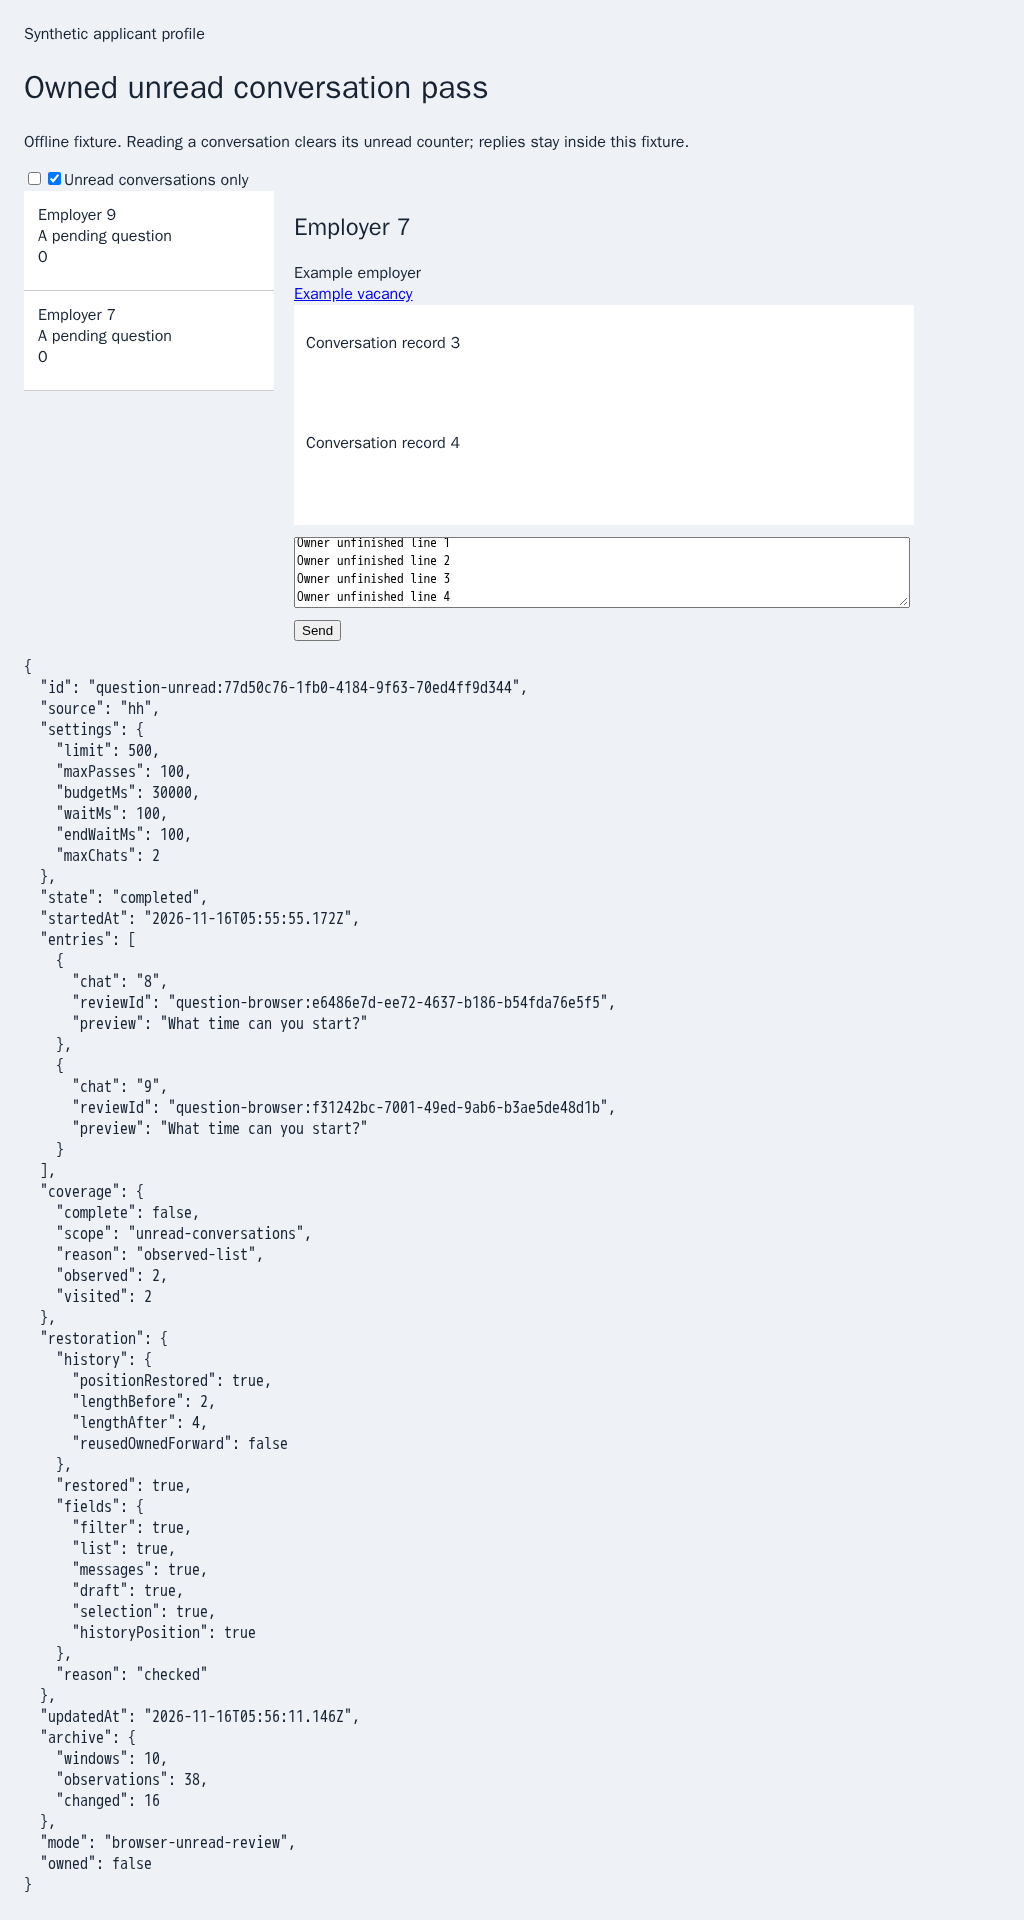 Synthetic applicant profile
Owned unread conversation pass
Offline fixture. Reading a conversation clears its unread counter; replies stay inside this fixture.
Unread conversations only
Employer 9
A pending question
0
Employer 7
A pending question
0
Employer 7
Example employer
Example vacancy
Conversation record 3
Conversation record 4
Owner unfinished line 1
Owner unfinished line 2
Owner unfinished line 3
Owner unfinished line 4
Send
{
  "id": "question-unread:77d50c76-1fb0-4184-9f63-70ed4ff9d344",
  "source": "hh",
  "settings": {
    "limit": 500,
    "maxPasses": 100,
    "budgetMs": 30000,
    "waitMs": 100,
    "endWaitMs": 100,
    "maxChats": 2
  },
  "state": "completed",
  "startedAt": "2026-11-16T05:55:55.172Z",
  "entries": [
    {
      "chat": "8",
      "reviewId": "question-browser:e6486e7d-ee72-4637-b186-b54fda76e5f5",
      "preview": "What time can you start?"
    },
    {
      "chat": "9",
      "reviewId": "question-browser:f31242bc-7001-49ed-9ab6-b3ae5de48d1b",
      "preview": "What time can you start?"
    }
  ],
  "coverage": {
    "complete": false,
    "scope": "unread-conversations",
    "reason": "observed-list",
    "observed": 2,
    "visited": 2
  },
  "restoration": {
    "history": {
      "positionRestored": true,
      "lengthBefore": 2,
      "lengthAfter": 4,
      "reusedOwnedForward": false
    },
    "restored": true,
    "fields": {
      "filter": true,
      "list": true,
      "messages": true,
      "draft": true,
      "selection": true,
      "historyPosition": true
    },
    "reason": "checked"
  },
  "updatedAt": "2026-11-16T05:56:11.146Z",
  "archive": {
    "windows": 10,
    "observations": 38,
    "changed": 16
  },
  "mode": "browser-unread-review",
  "owned": false
}